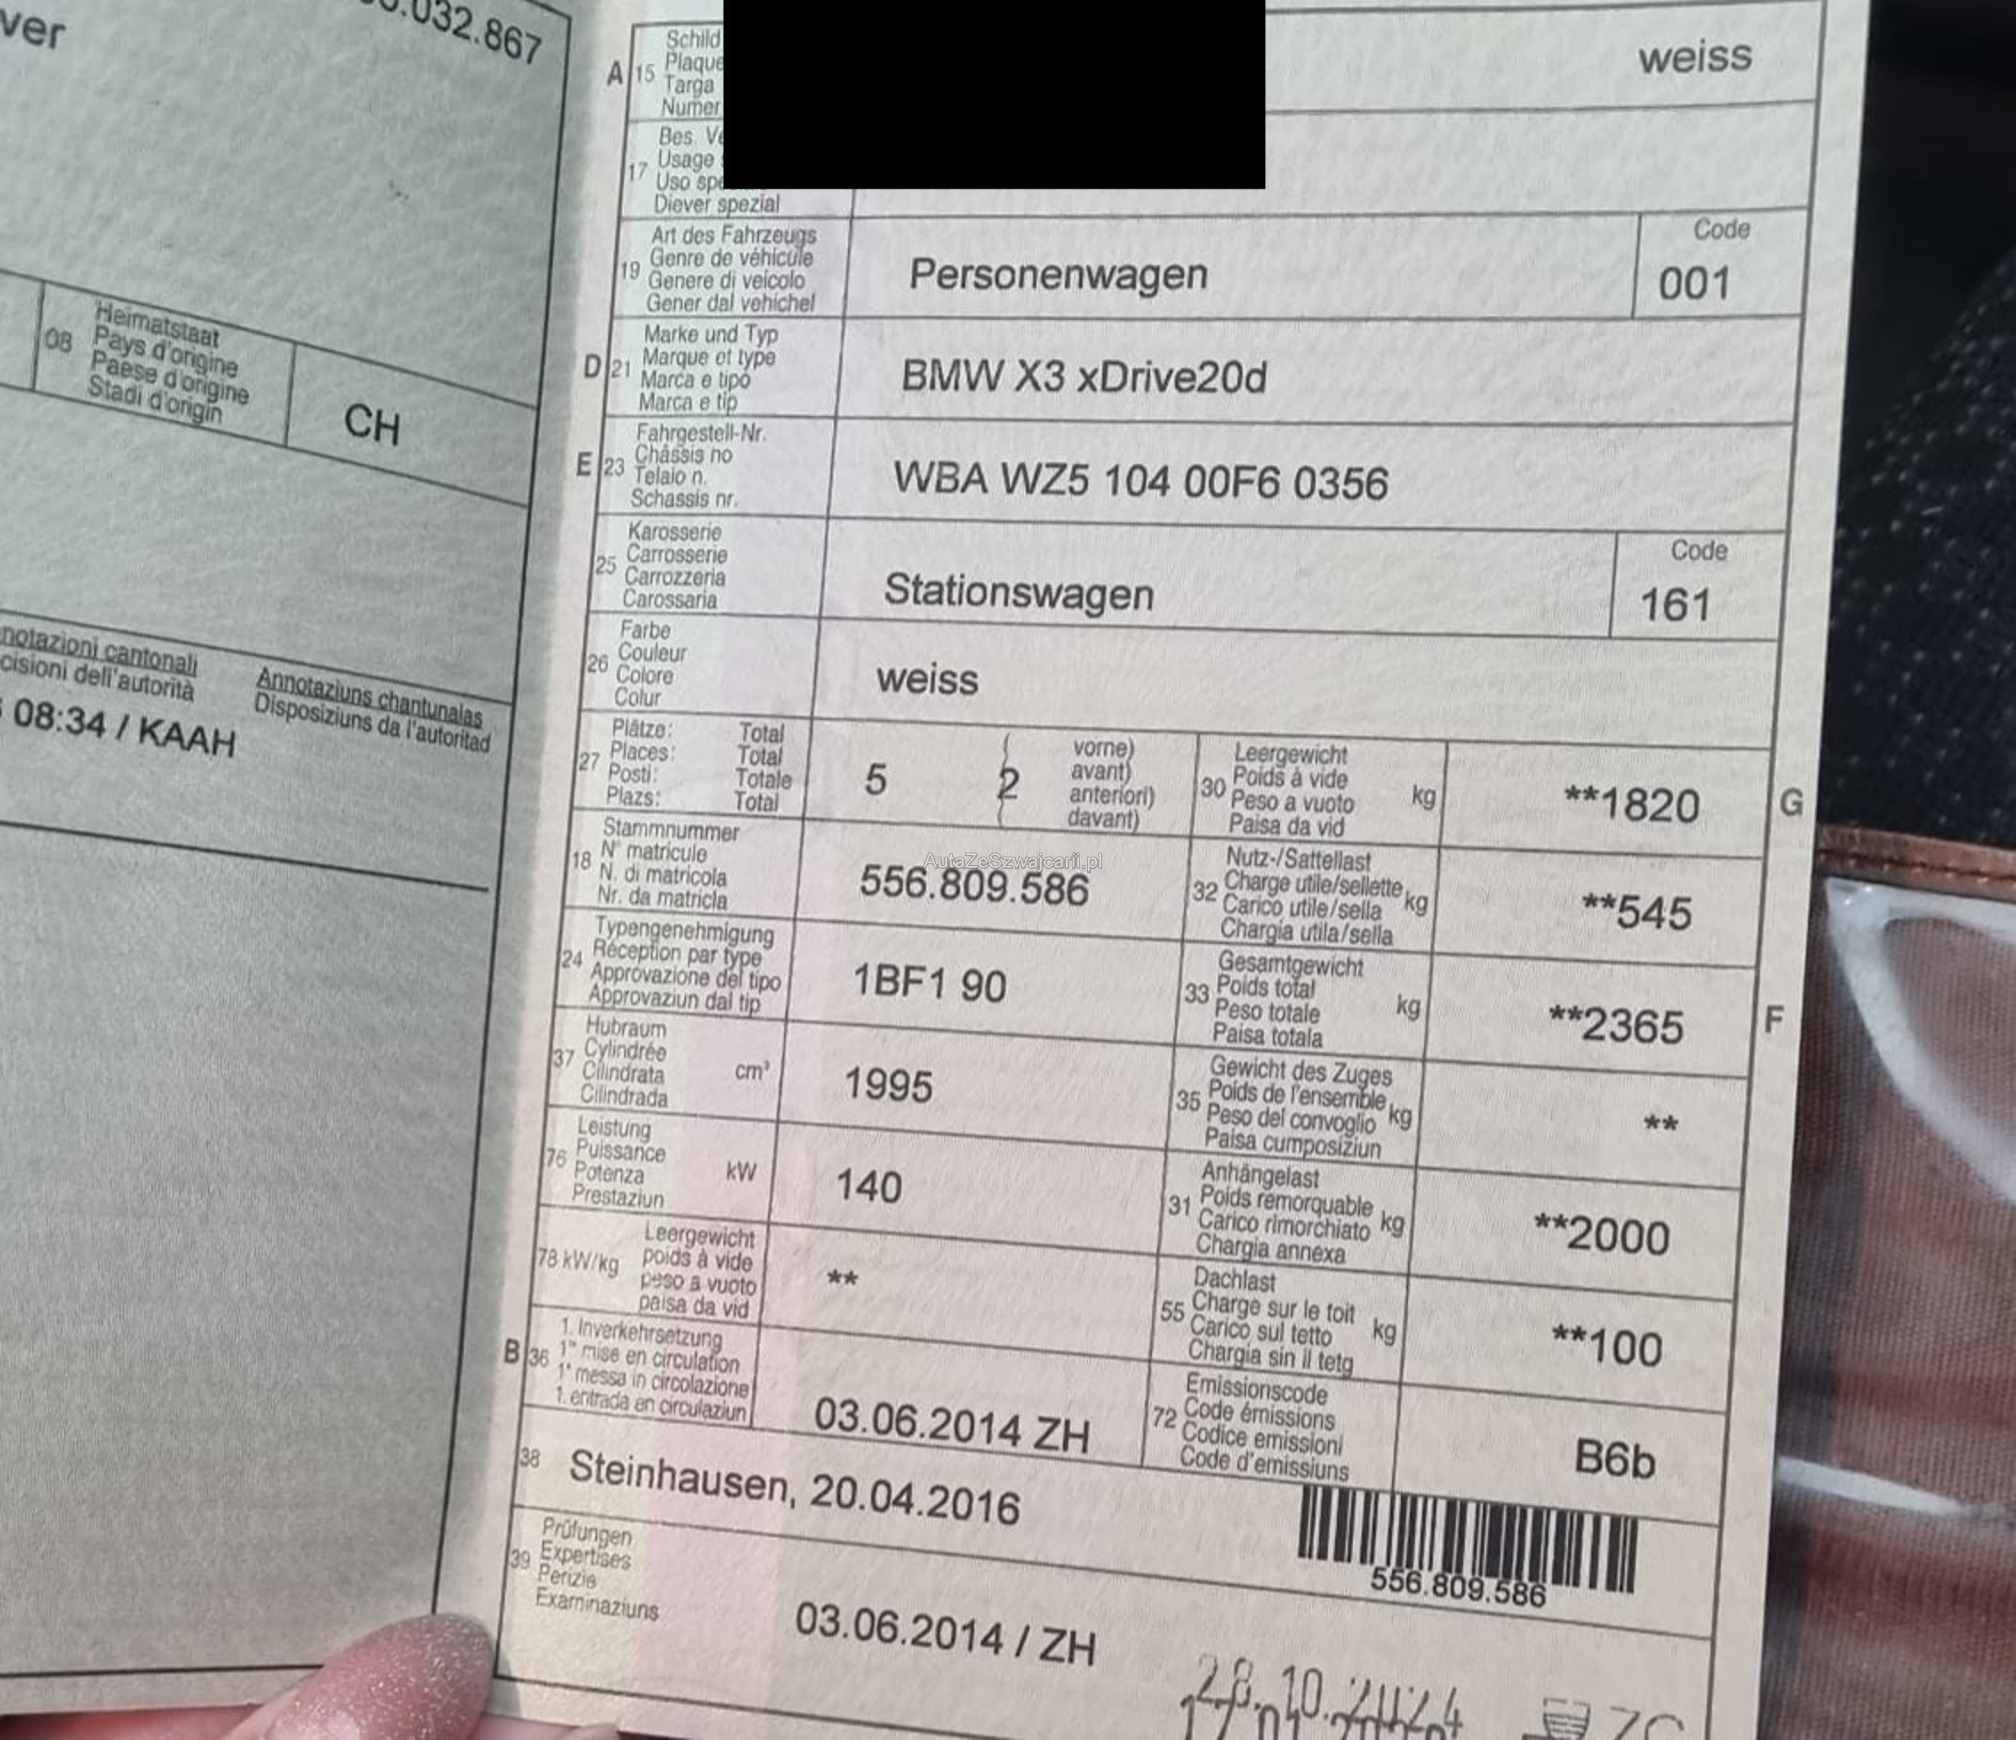 ver
.032.867
08 Heimatstaat
Pays d'origine
Paese d'origine
Stadi d'origin
CH
notazioni cantonali
cisioni dell'autorità
Annotaziuns chantunalas
Disposiziuns da l'autoritad
08:34 / KAAH
A 15 Schild
Plaque
Targa
Numer
weiss
17 Bes. Ve
Usage
Uso spe
Diever spezial
19 Art des Fahrzeugs
Genre de véhicule
Genere di veicolo
Gener dal vehichel
Personenwagen
Code
001
D 21 Marke und Typ
Marque et type
Marca e tipo
Marca e tip
BMW X3 xDrive20d
E 23 Fahrgestell-Nr.
Châssis no
Telaio n.
Schassis nr.
WBA WZ5 104 00F6 0356
25 Karosserie
Carrosserie
Carrozzeria
Carossaria
Stationswagen
Code
161
26 Farbe
Couleur
Colore
Colur
weiss
27 Plätze: Total
Places: Total
Posti: Totale
Plazs: Total
5 ( 2 vorne)
avant)
anteriori)
( davant)
30 Leergewicht
Poids à vide
Peso a vuoto
Paisa da vid
kg
**1820
G
18 Stammnummer
N° matricule
N. di matricola
Nr. da matricla
AutaZeSzwajcarii.pl
556.809.586
32 Nutz-/Sattellast
Charge utile/sellette
Carico utile/sella
Chargia utila/sella
kg
**545
24 Typengenehmigung
Réception par type
Approvazione del tipo
Approvaziun dal tip
1BF1 90
33 Gesamtgewicht
Poids total
Peso totale
Paisa totala
kg
**2365
F
37 Hubraum
Cylindrée
Cilindrata
Cilindrada
cm³
1995
35 Gewicht des Zuges
Poids de l'ensemble
Peso del convoglio
Paisa cumposiziun
kg
**
76 Leistung
Puissance
Potenza
Prestaziun
kW
140
31 Anhängelast
Poids remorquable
Carico rimorchiato
Chargia annexa
kg
**2000
78 kW/kg Leergewicht
poids à vide
peso a vuoto
paisa da vid
**
55 Dachlast
Charge sur le toit
Carico sul tetto
Chargia sin il tetg
kg
**100
B 36 1. Inverkehrsetzung
1re mise en circulation
1a messa in circolazione
1. entrada en circulaziun
03.06.2014 ZH
72 Emissionscode
Code émissions
Codice emissioni
Code d'emissiuns
B6b
38 Steinhausen, 20.04.2016
556.809.586
39 Prüfungen
Expertises
Perizie
Examinaziuns
03.06.2014 / ZH
28.10.2024
ZG